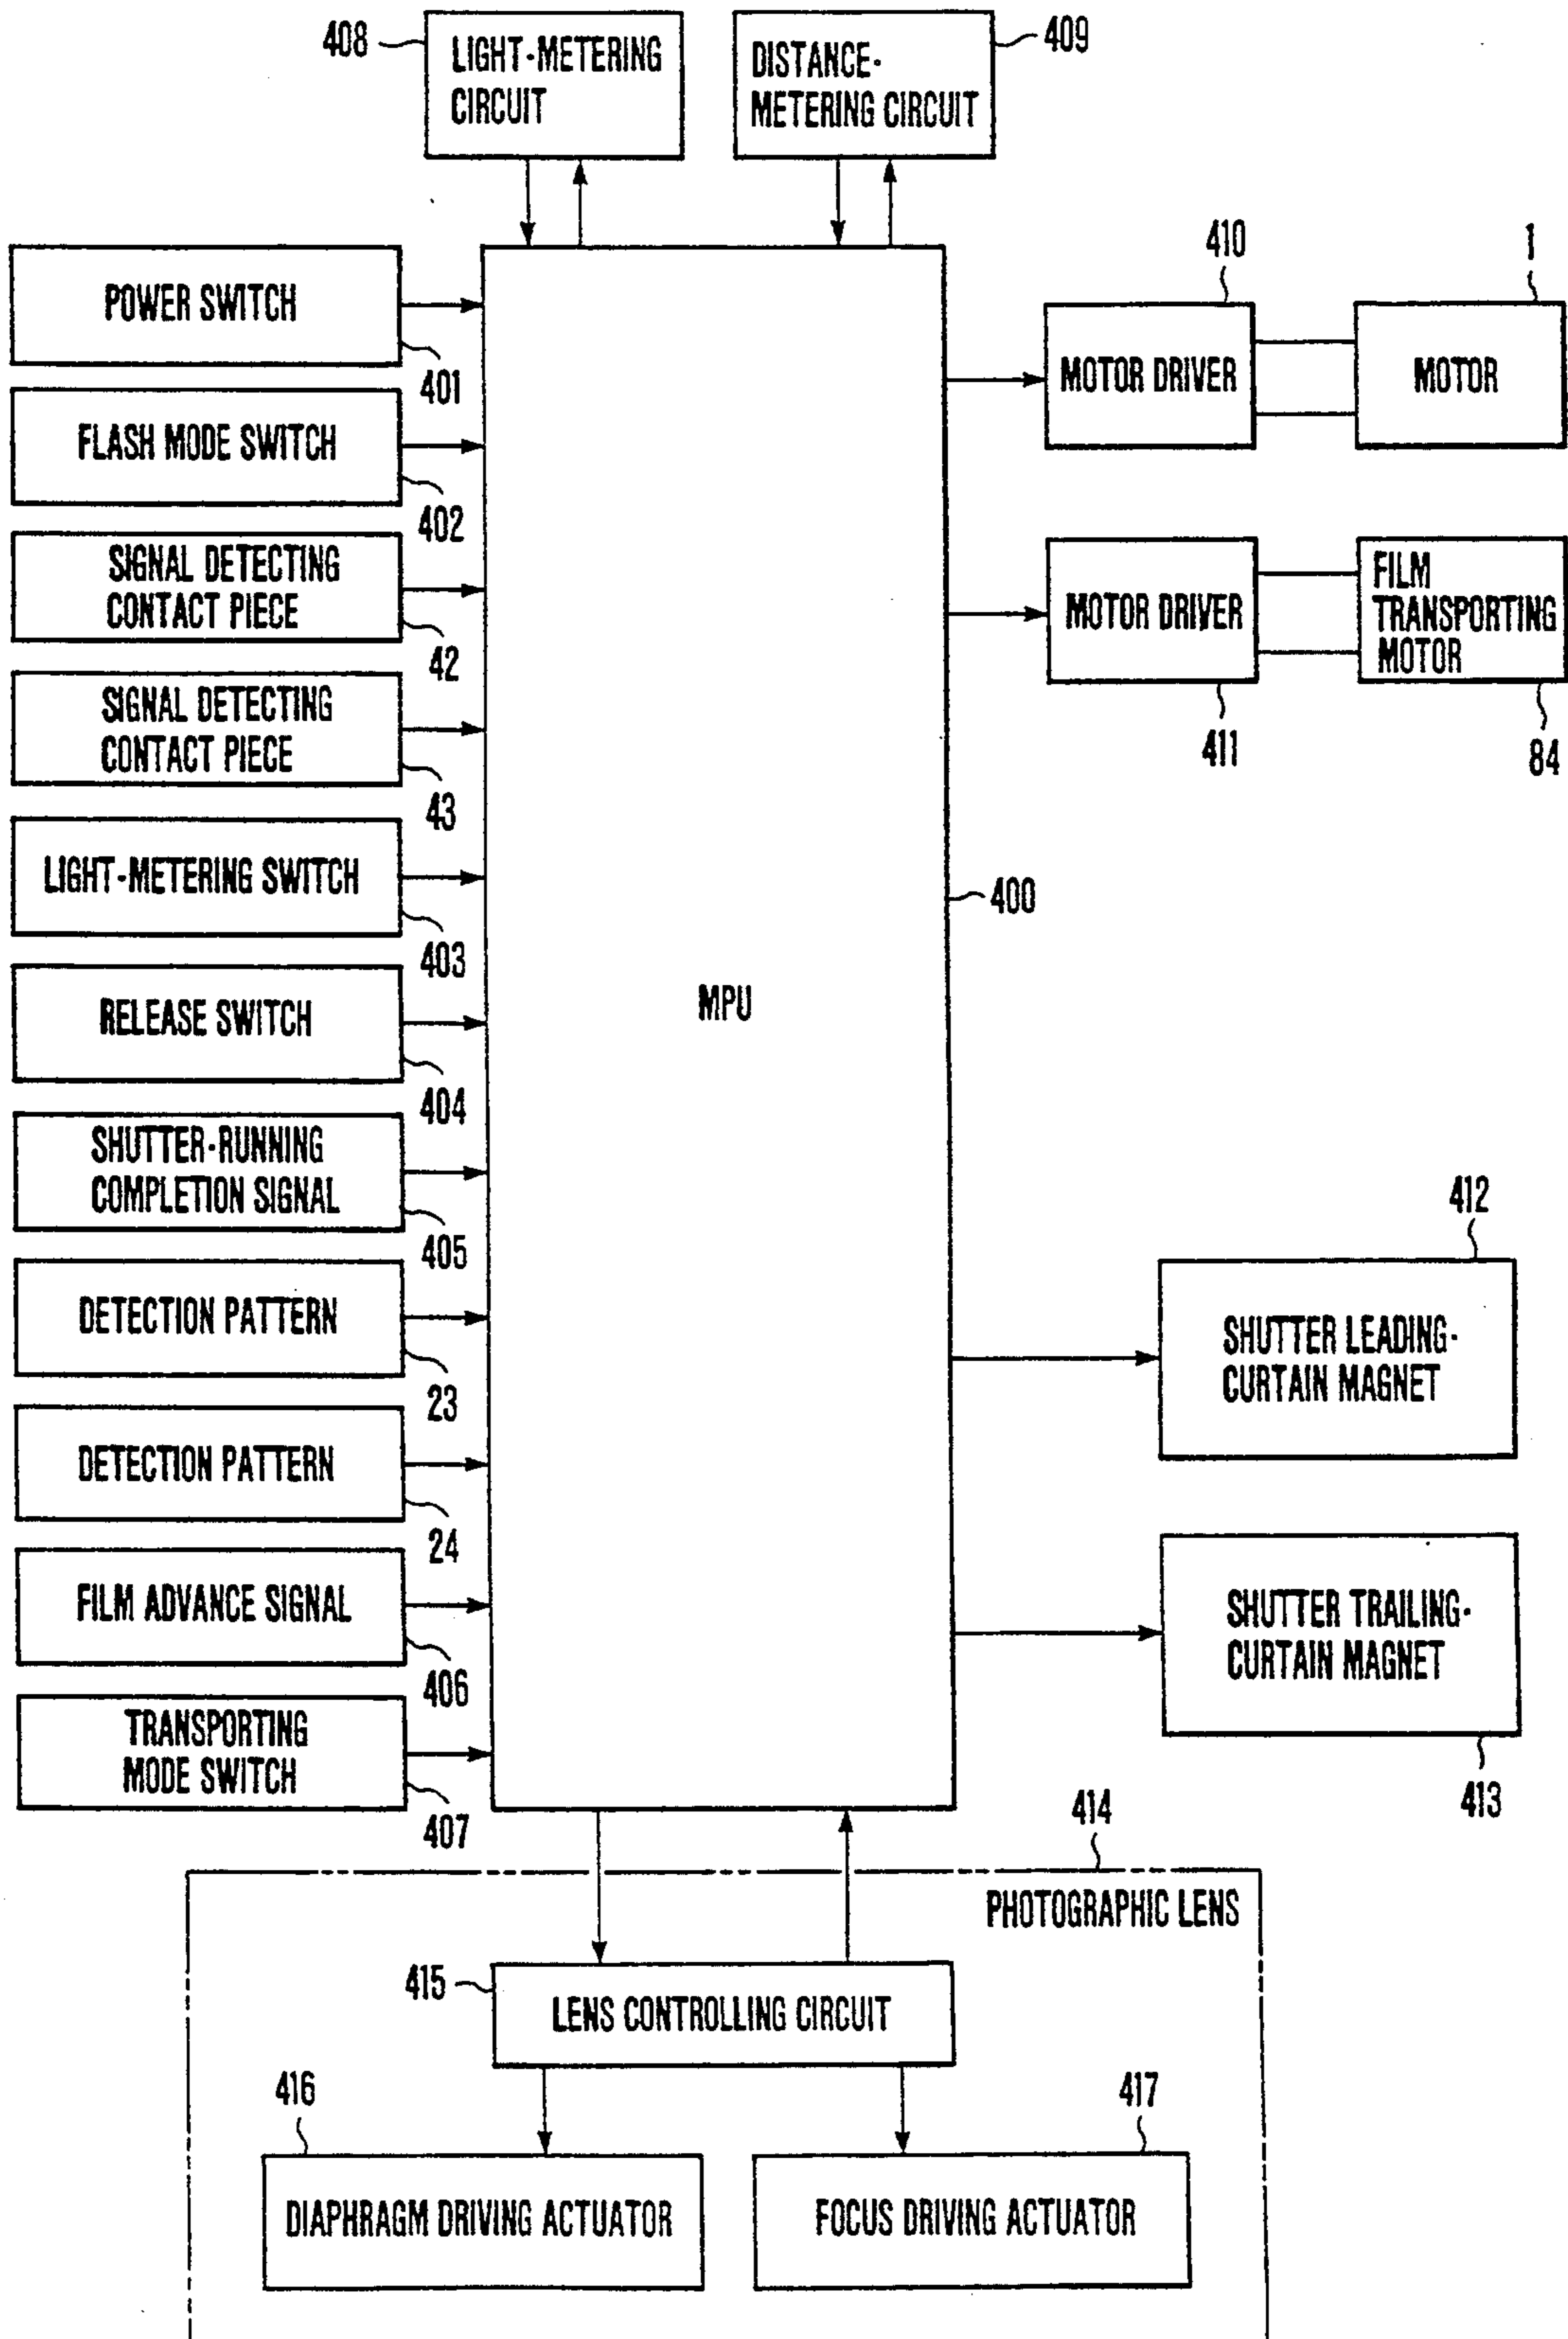 408
LIGHT-METERING
CIRCUIT
DISTANCE-
METERING CIRCUIT
409
POWER SWITCH
401
FLASH MODE SWITCH
402
SIGNAL DETECTING
CONTACT PIECE
42
SIGNAL DETECTING
CONTACT PIECE
43
LIGHT-METERING SWITCH
403
RELEASE SWITCH
404
SHUTTER-RUNNING
COMPLETION SIGNAL
405
DETECTION PATTERN
23
DETECTION PATTERN
24
FILM ADVANCE SIGNAL
406
TRANSPORTING
MODE SWITCH
407
MPU
400
410
MOTOR DRIVER
1
MOTOR
MOTOR DRIVER
411
FILM
TRANSPORTING
MOTOR
84
412
SHUTTER LEADING-
CURTAIN MAGNET
SHUTTER TRAILING-
CURTAIN MAGNET
413
414
PHOTOGRAPHIC LENS
415
LENS CONTROLLING CIRCUIT
416
DIAPHRAGM DRIVING ACTUATOR
417
FOCUS DRIVING ACTUATOR